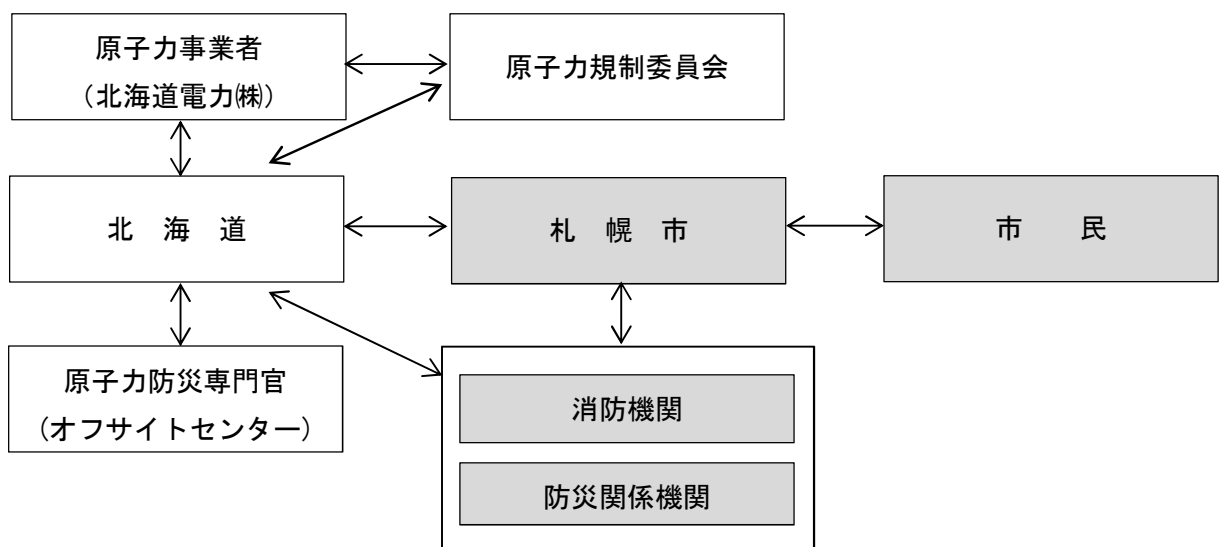 原子力事業者
（北海道電力㈱）
原子力規制委員会
北　海　道
札　幌　市
市　　民
原子力防災専門官
（オフサイトセンター）
消防機関
防災関係機関